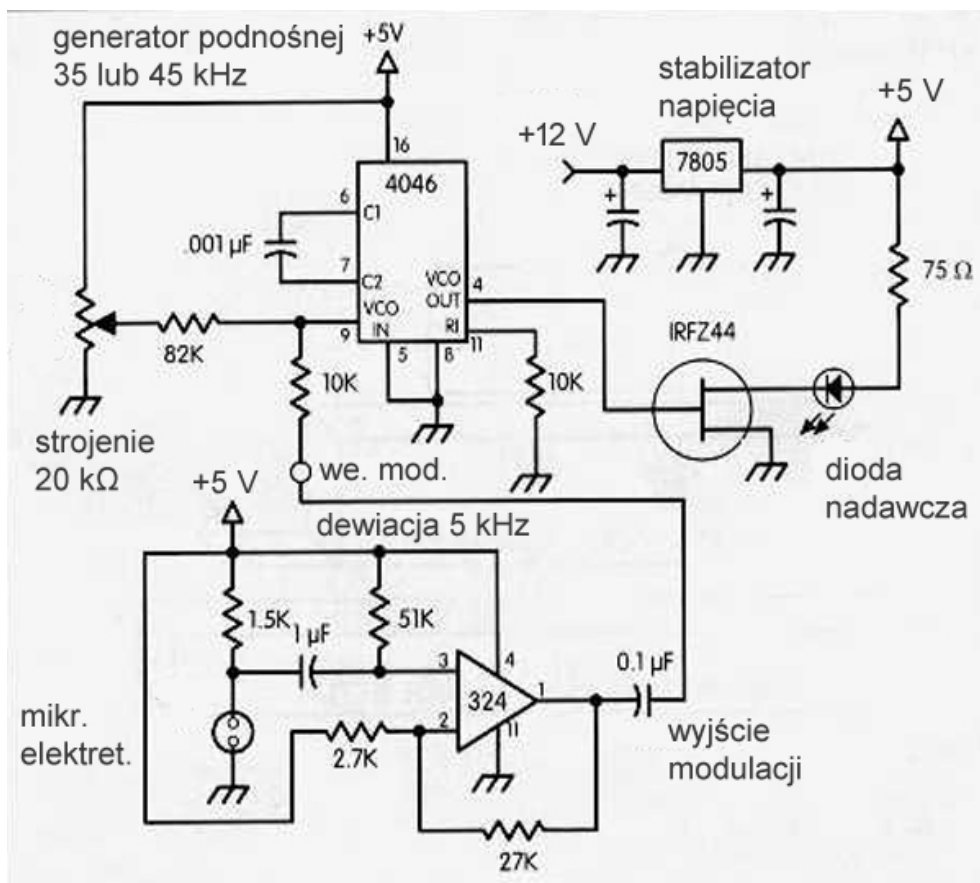 generator podnośnej
35 lub 45 kHz
+5V
stabilizator
napięcia
+5 V
+12 V
7805
+
+
16
4046
6
C1
.001 µF
7
C2
VCO
OUT
4
75 Ω
VCO
IN
9
RI
11
5
8
IRFZ44
82K
10K
10K
strojenie
20 kΩ
we. mod.
dioda
nadawcza
+5 V
dewiacja 5 kHz
1.5K
1 µF
51K
3
4
324
1
0.1 µF
2
11
mikr.
elektret.
2.7K
wyjście
modulacji
27K